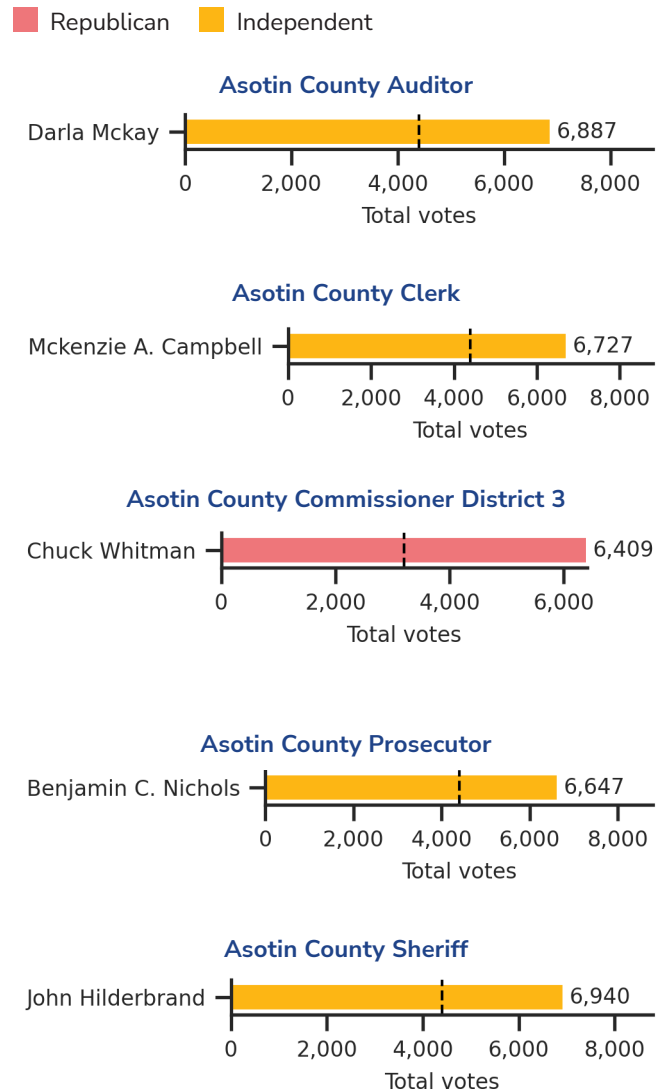 Republican Independent
Asotin County Auditor
Darla Mckay 6,887
0 2,000 4,000 6,000 8,000
Total votes
Asotin County Clerk
Mckenzie A. Campbell 6,727
0 2,000 4,000 6,000 8,000
Total votes
Asotin County Commissioner District 3
Chuck Whitman 6,409
0 2,000 4,000 6,000
Total votes
Asotin County Prosecutor
Benjamin C. Nichols 6,647
0 2,000 4,000 6,000 8,000
Total votes
Asotin County Sheriff
John Hilderbrand 6,940
0 2,000 4,000 6,000 8,000
Total votes